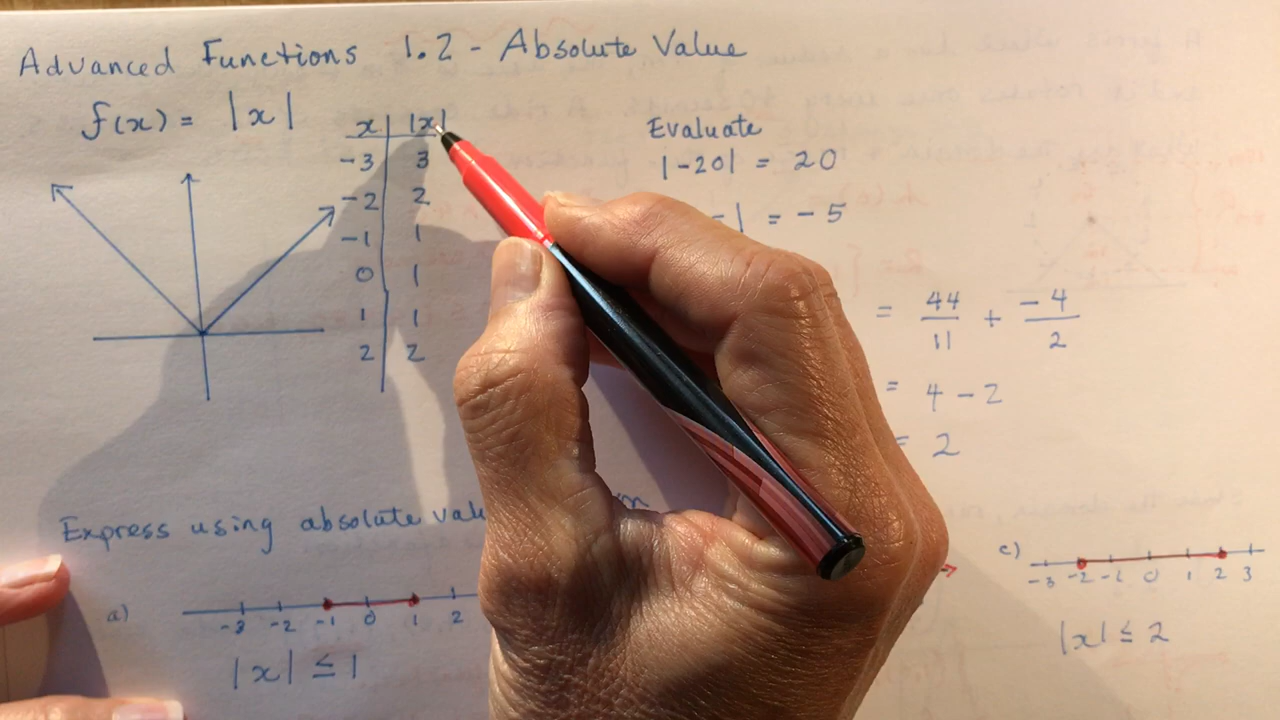 Advanced Functions 1.2 - Absolute Value
f(x) = |x|
x | |x|
-3 | 3
-2 | 2
-1 | 1
0 | 1
1 | 1
2 | 2
Evaluate
|-20| = 20
-| = -5
= 44/11 + -4/2
= 4 - 2
= 2
Express using absolute
a)
-3 -2 -1 0 1 2
|x| ≤ 1
c)
-3 -2 -1 0 1 2 3
|x| ≤ 2